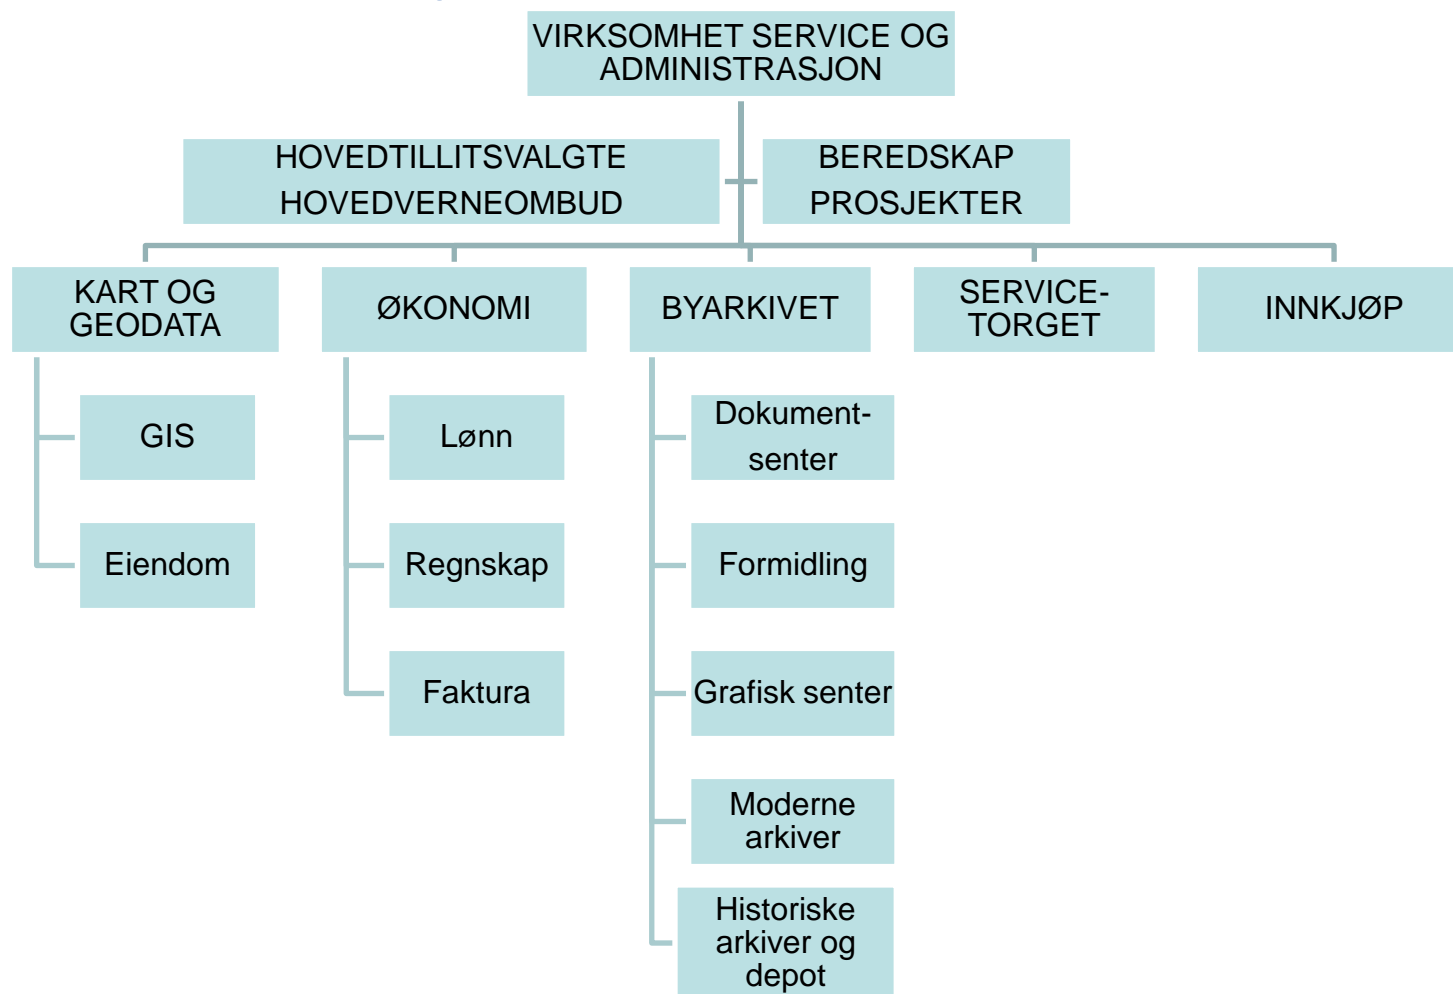 VIRKSOMHET SERVICE OG
ADMINISTRASJON
HOVEDTILLITSVALGTE
HOVEDVERNEOMBUD
BEREDSKAP
PROSJEKTER
KART OG
GEODATA
ØKONOMI
BYARKIVET
SERVICE-
TORGET
INNKJØP
GIS
Eiendom
Lønn
Regnskap
Faktura
Dokument-
senter
Formidling
Grafisk senter
Moderne
arkiver
Historiske
arkiver og
depot